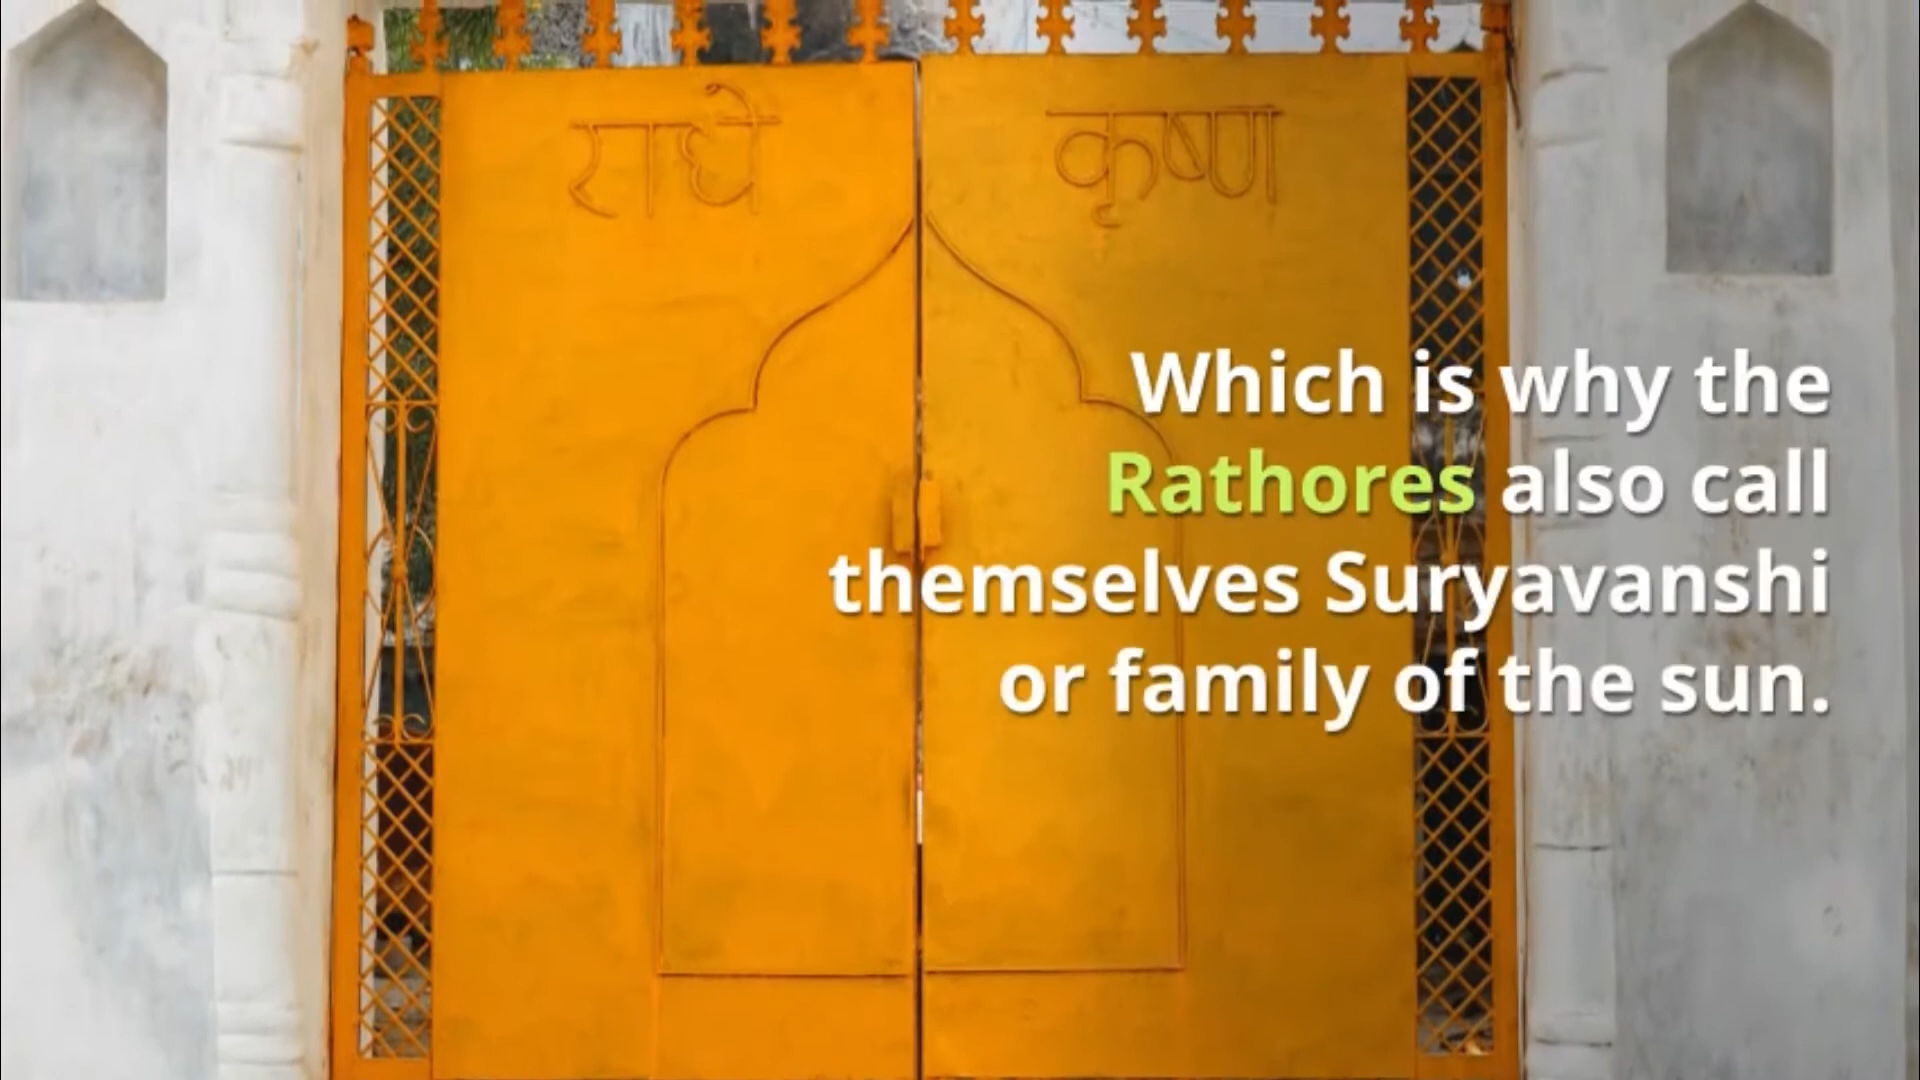 राधे कृष्ण
Which is why the
Rathores also call
themselves Suryavanshi
or family of the sun.